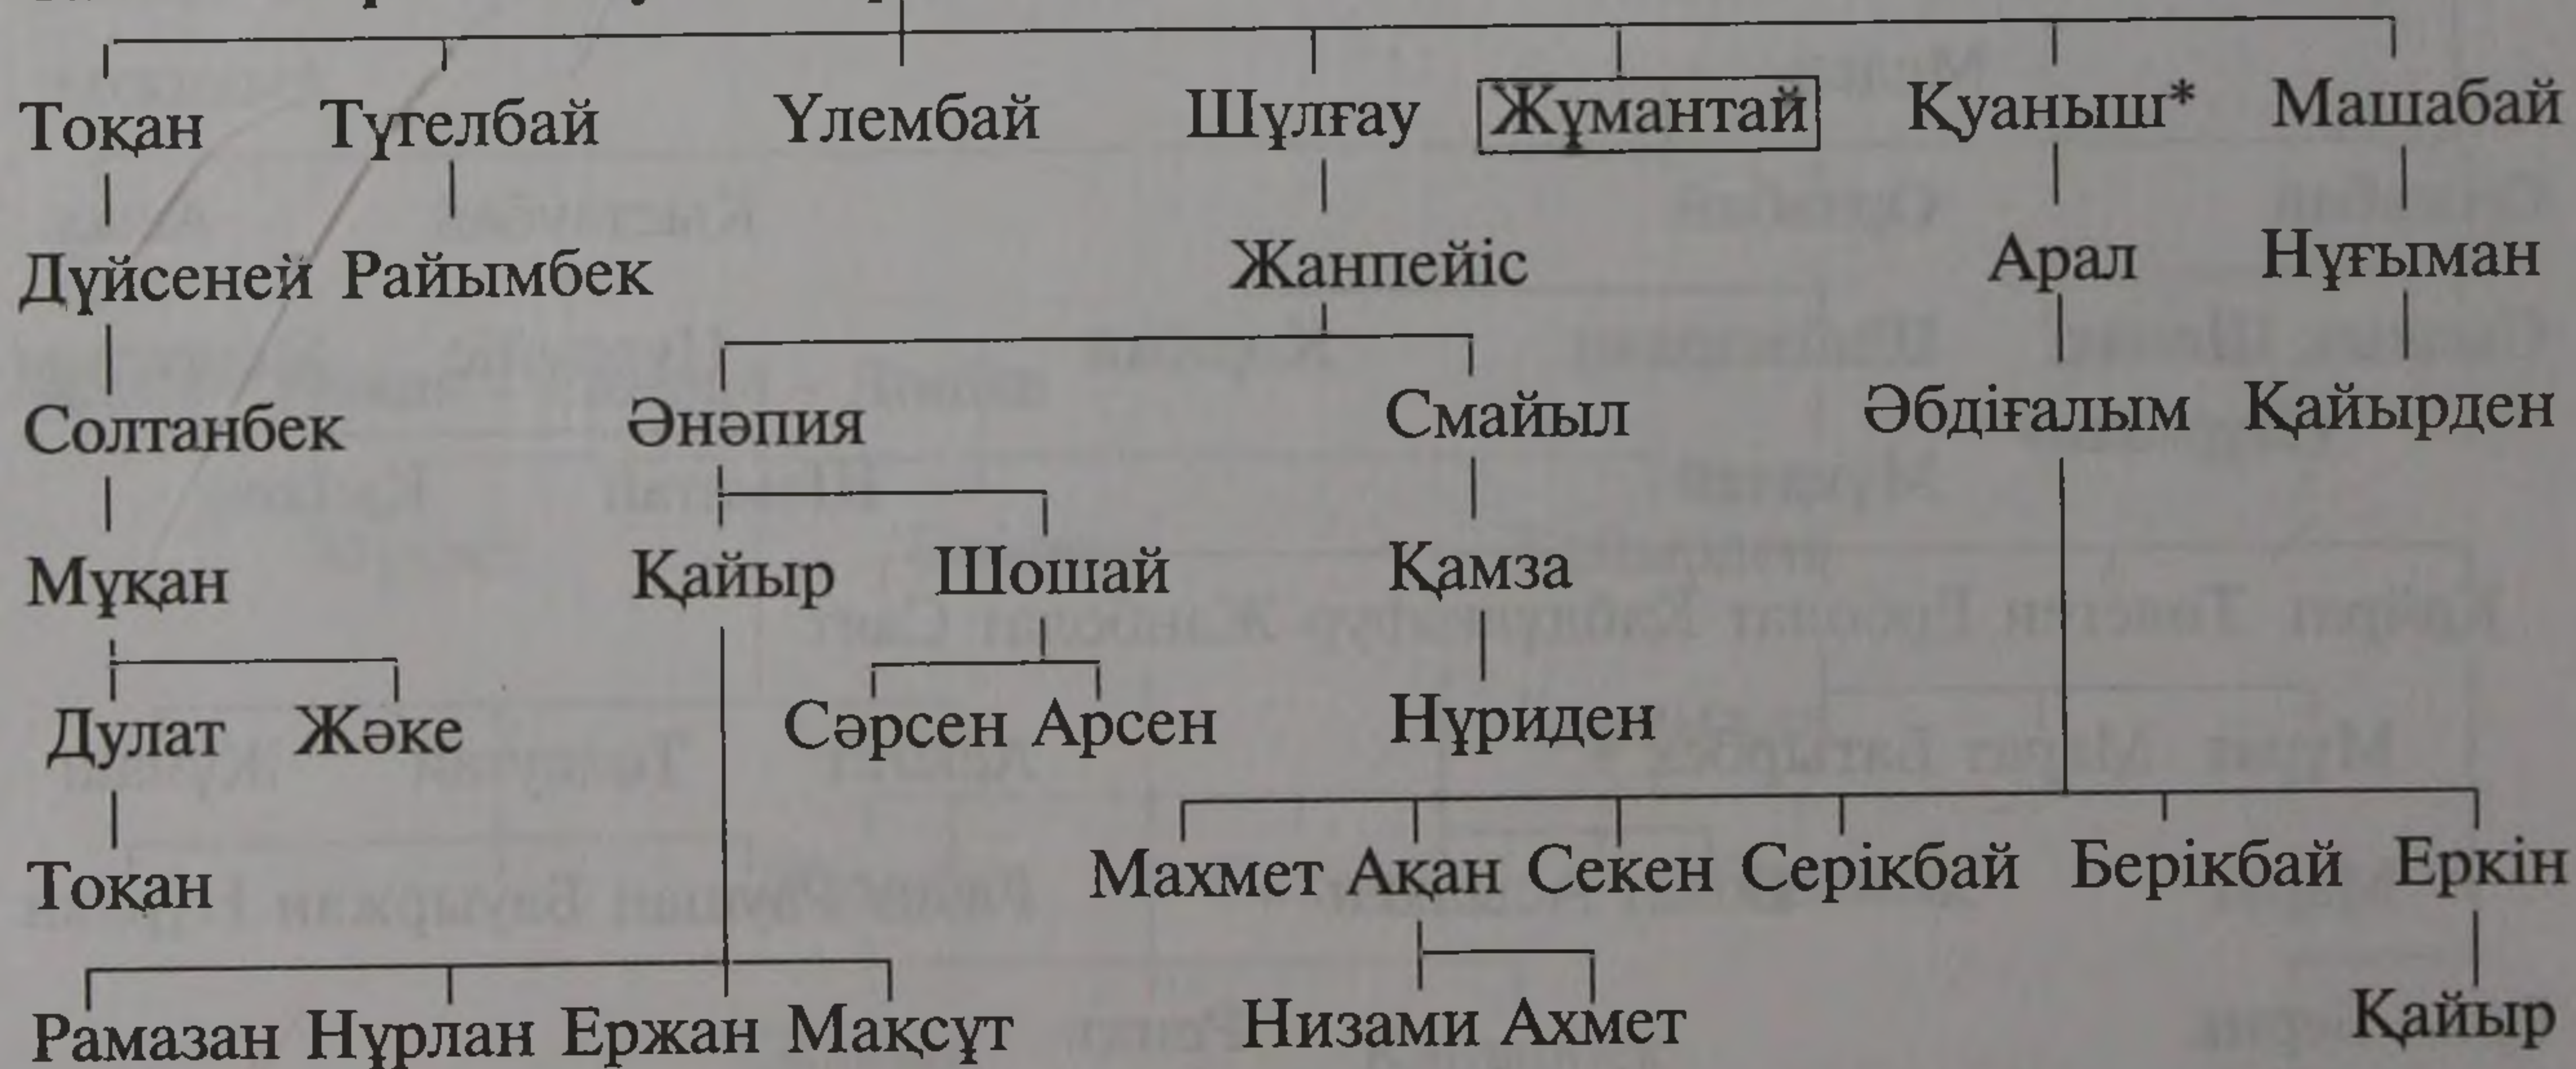 Тоқан Түгелбай Үлембай Шұлғау Жұмантай Қуаныш* Машабай
Дүйсеней Райымбек Жанпейіс Арал Нұғыман
Солтанбек Әнәпия Смайыл Әбдіғалым Қайырден
Мұқан Қайыр Шошай Қамза
Дулат Жәке Сәрсен Арсен Нұриден
Тоқан Махмет Ақан Секен Серікбай Берікбай Еркін
Рамазан Нұрлан Ержан Мақсұт Низами Ахмет Қайыр